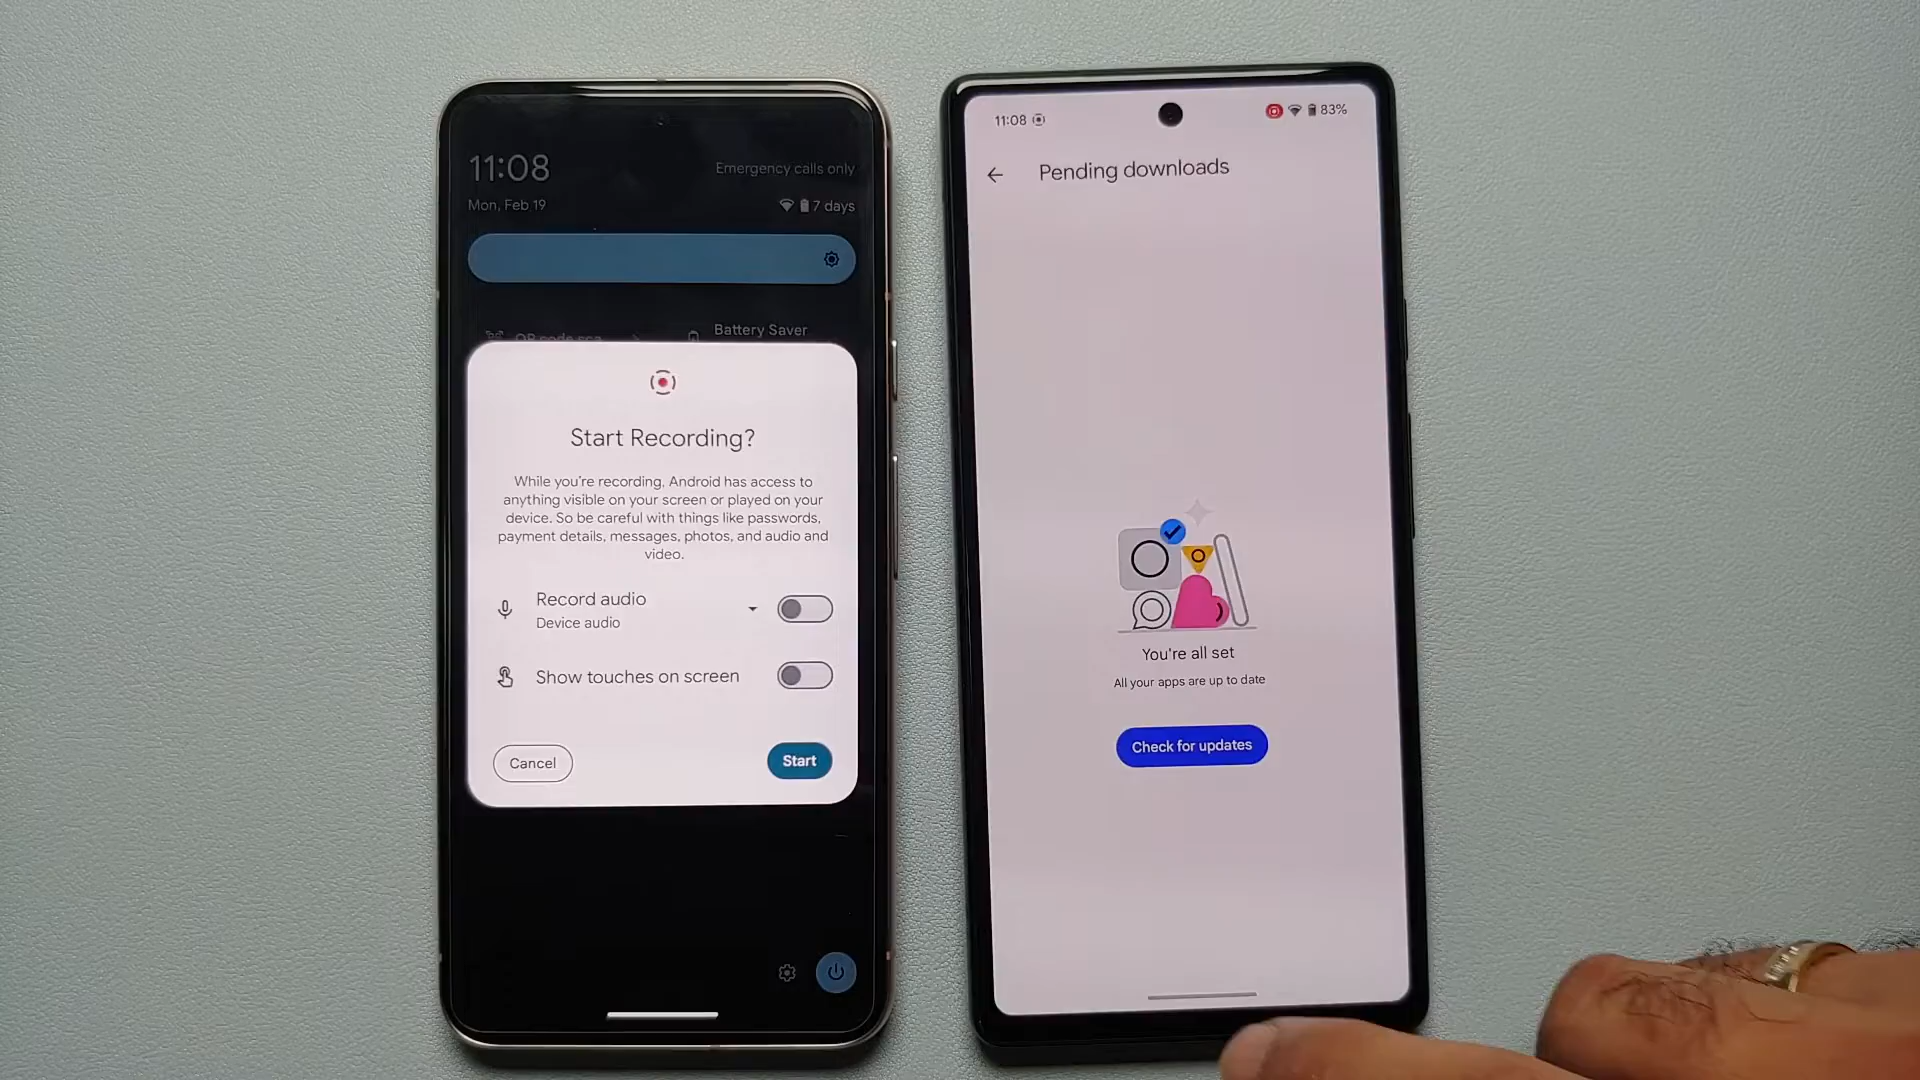 11:08
Emergency calls only
Mon, Feb 19
7 days
QR code sca
Battery Saver
Start Recording?
While you're recording, Android has access to
anything visible on your screen or played on your
device. So be careful with things like passwords,
payment details, messages, photos, and audio and
video.
Record audio
Device audio
Show touches on screen
Cancel
Start
11:08
83%
Pending downloads
You're all set
All your apps are up to date
Check for updates